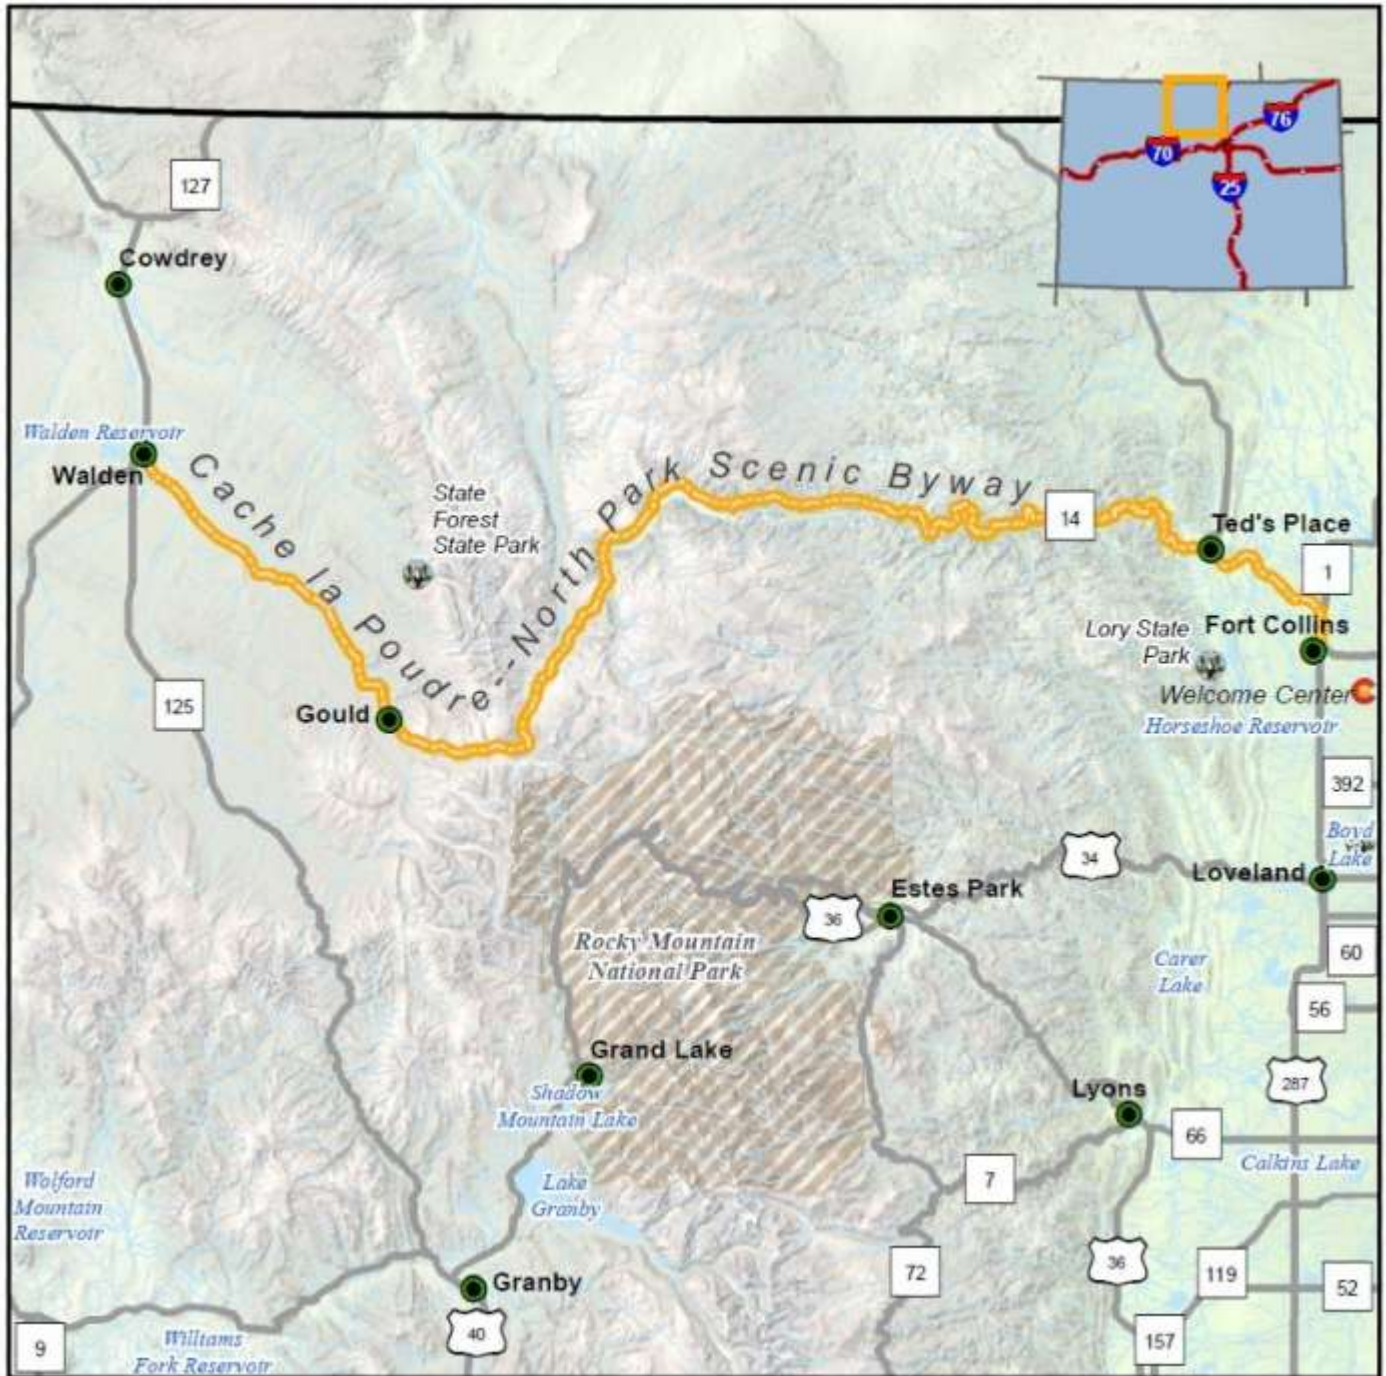 127
76
70
25
Cowdrey
Walden Reservoir
Walden
Cache la Poudre--North Park Scenic Byway
State
Forest
State Park
14
Ted's Place
1
Lory State
Park
Fort Collins
Welcome Center
Horseshoe Reservoir
125
Gould
392
Boyd
Lake
34
Loveland
Estes Park
36
Rocky Mountain
National Park
Carer
Lake
60
56
Grand Lake
Shadow
Mountain Lake
287
Lyons
66
Calkins Lake
7
Wolford
Mountain
Reservoir
Lake
Granby
72
36
119
52
Granby
40
9
Williams
Fork Reservoir
157